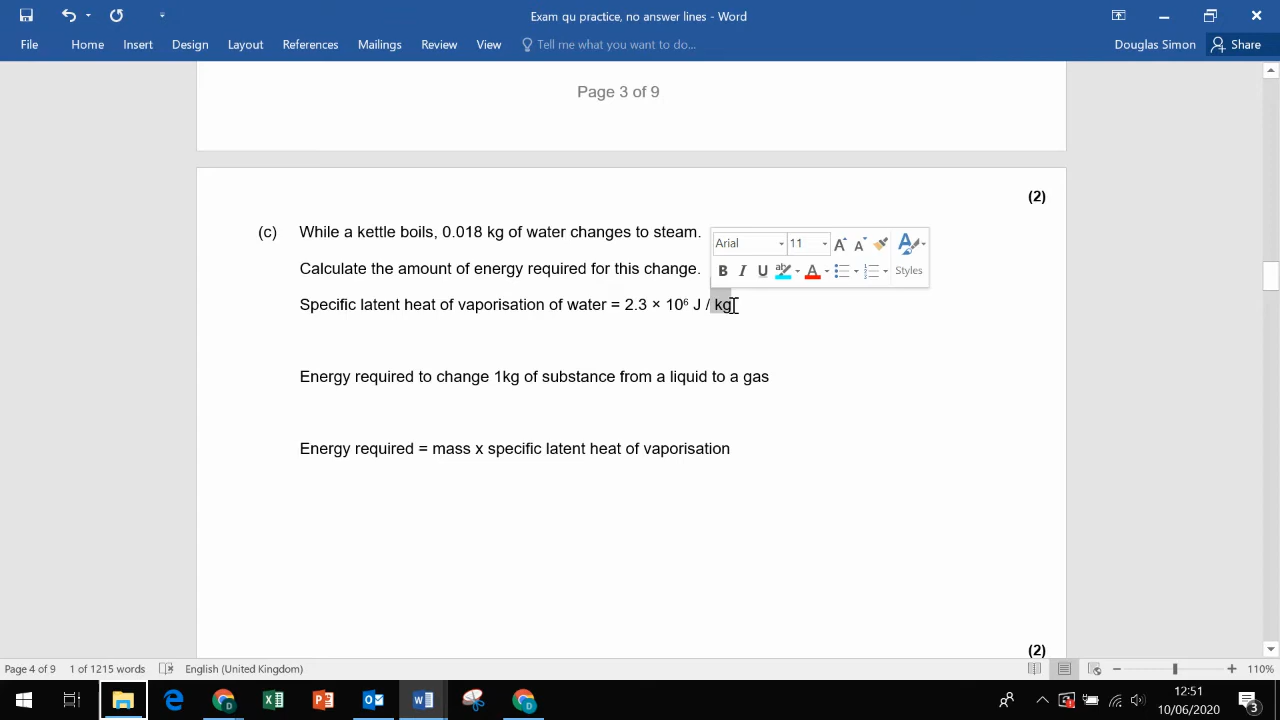 Exam qu practice, no answer lines - Word
File Home Insert Design Layout References Mailings Review View Tell me what you want to do... Douglas Simon Share
Page 3 of 9
(2)
(c) While a kettle boils, 0.018 kg of water changes to steam.
Arial 11
Calculate the amount of energy required for this change.
B I U ab A Styles
Specific latent heat of vaporisation of water = 2.3 × 10⁶ J / kg
Energy required to change 1kg of substance from a liquid to a gas
Energy required = mass x specific latent heat of vaporisation
(2)
Page 4 of 9 1 of 1215 words English (United Kingdom) 110%
12:51
10/06/2020
3